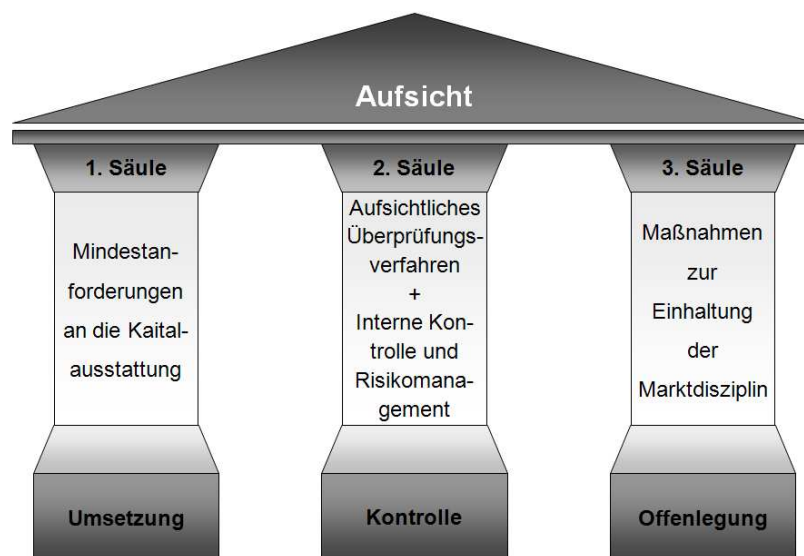 Aufsicht
1. Säule
Mindestan-
forderungen
an die Kaital-
ausstattung
Umsetzung
2. Säule
Aufsichtliches
Überprüfungs-
verfahren
+
Interne Kon-
trolle und
Risikomana-
gement
Kontrolle
3. Säule
Maßnahmen
zur
Einhaltung
der
Marktdisziplin
Offenlegung